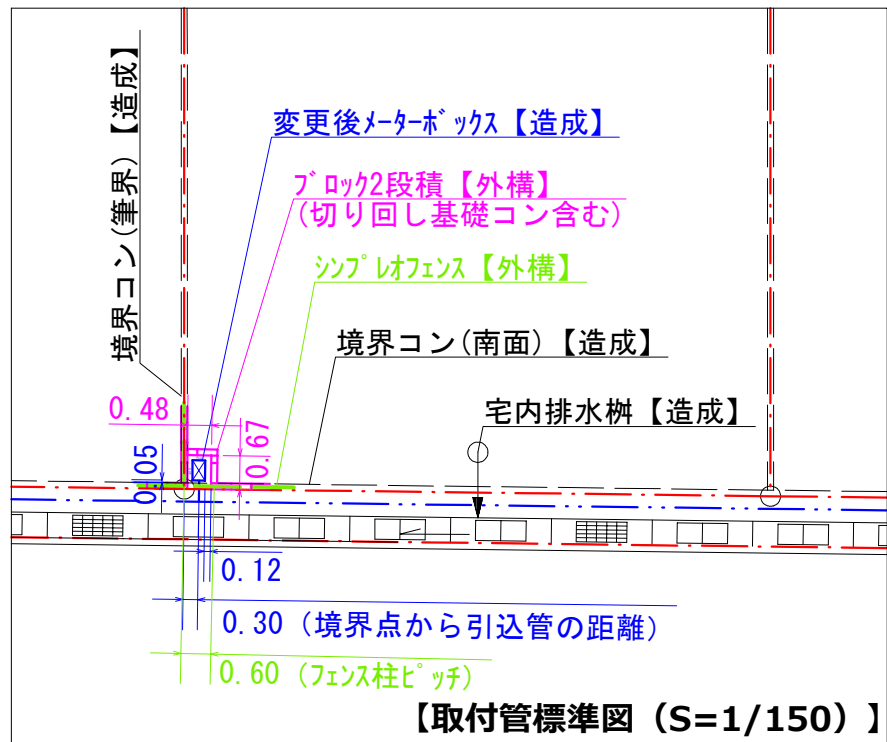 境界コン(筆界)【造成】
変更後ﾒｰﾀｰﾎﾞｯｸｽ【造成】
ﾌﾞﾛｯｸ2段積【外構】
(切り回し基礎コン含む)
ｼﾝﾌﾟﾚｵﾌｪﾝｽ【外構】
境界コン(南面)【造成】
宅内排水桝【造成】
0.48
0.67
0.05
0.12
0.30 (境界点から引込管の距離)
0.60 (ﾌｪﾝｽ柱ﾋﾟｯﾁ)
【取付管標準図（S=1/150）】